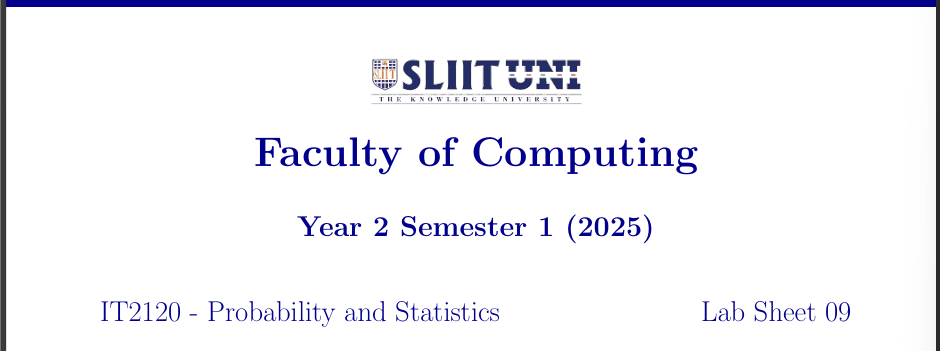 SLIIT UNI
THE KNOWLEDGE UNIVERSITY
Faculty of Computing
Year 2 Semester 1 (2025)
IT2120 - Probability and Statistics Lab Sheet 09